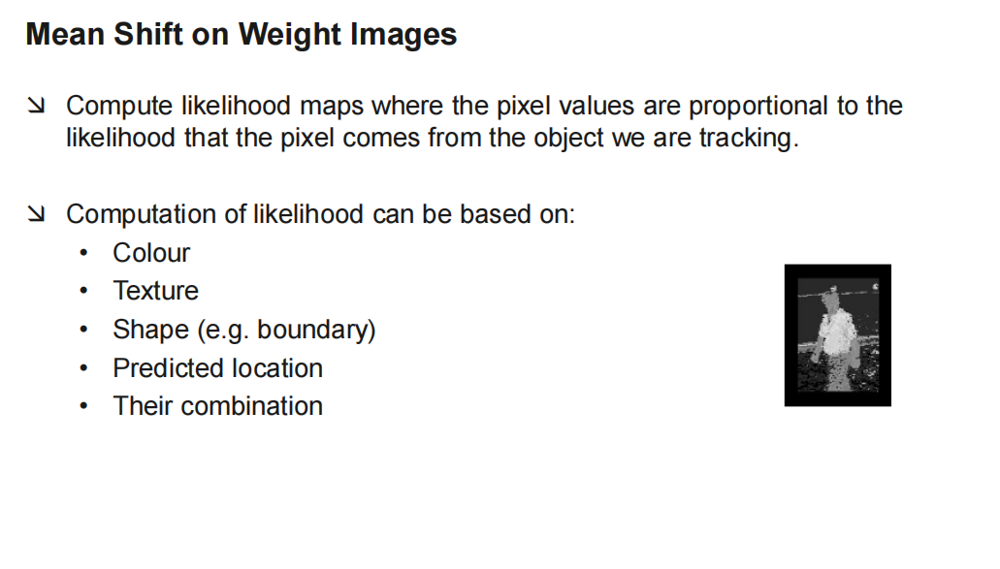 Mean Shift on Weight Images
Compute likelihood maps where the pixel values are proportional to the
likelihood that the pixel comes from the object we are tracking.
Computation of likelihood can be based on:
• Colour
• Texture
• Shape (e.g. boundary)
• Predicted location
• Their combination